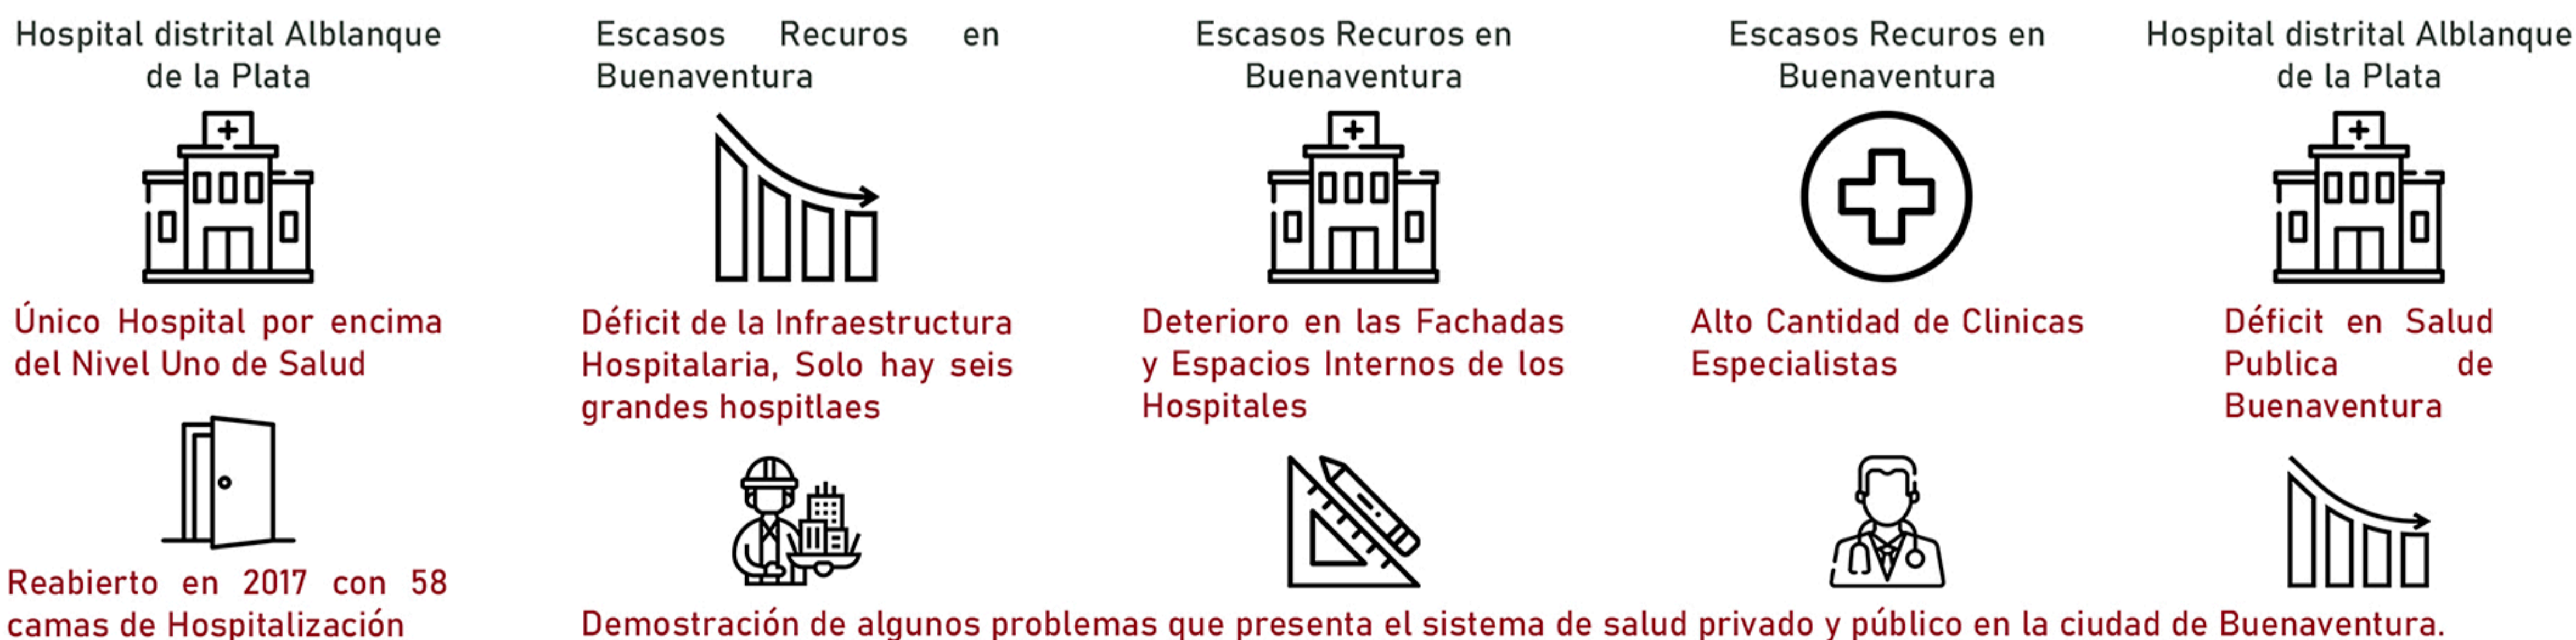 Hospital distrital Alblanque
de la Plata
Único Hospital por encima
del Nivel Uno de Salud
Reabierto en 2017 con 58
camas de Hospitalización
Escasos Recuros en
Buenaventura
Déficit de la Infraestructura
Hospitalaria, Solo hay seis
grandes hospitlaes
Escasos Recuros en
Buenaventura
Deterioro en las Fachadas
y Espacios Internos de los
Hospitales
Escasos Recuros en
Buenaventura
Alto Cantidad de Clinicas
Especialistas
Hospital distrital Alblanque
de la Plata
Déficit en Salud
Publica de
Buenaventura
Demostración de algunos problemas que presenta el sistema de salud privado y público en la ciudad de Buenaventura.